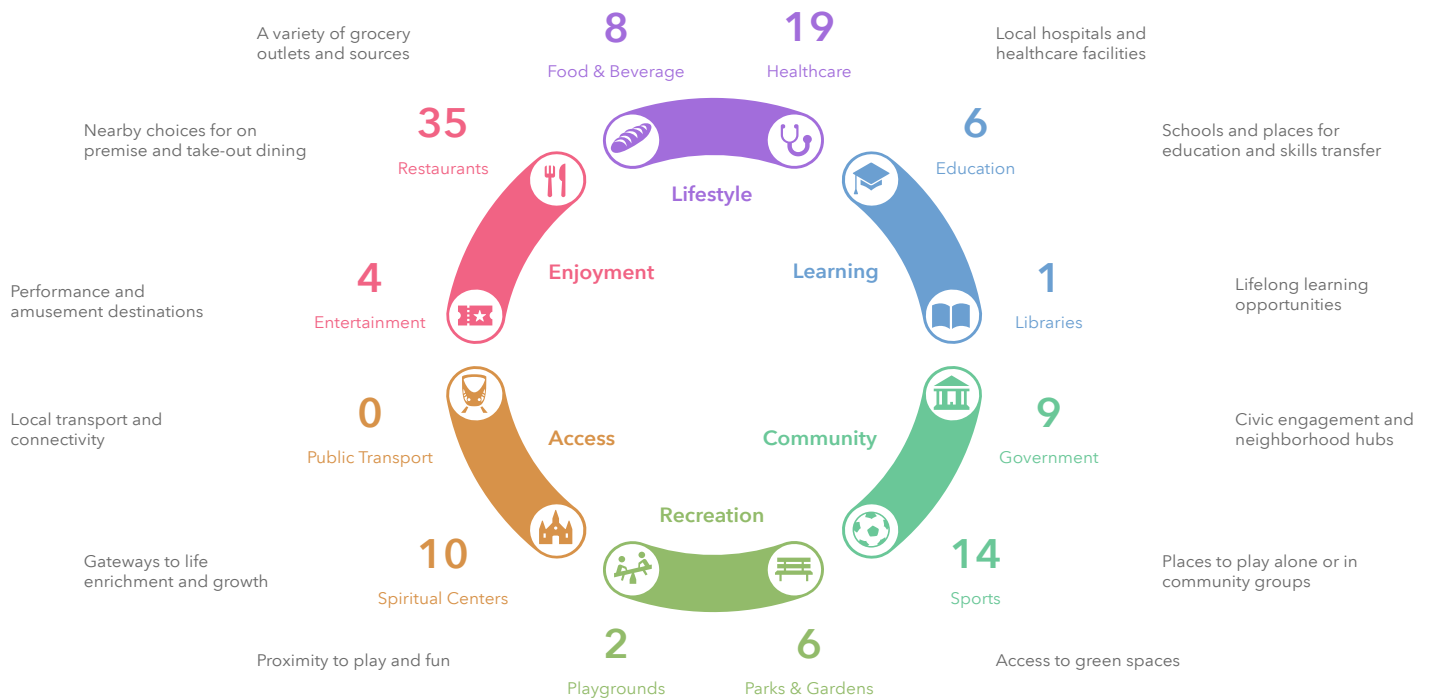 A variety of grocery
outlets and sources
8
Food & Beverage
19
Healthcare
Local hospitals and
healthcare facilities
Nearby choices for on
premise and take-out dining
35
Restaurants
6
Education
Schools and places for
education and skills transfer
Lifestyle
Enjoyment
Learning
Performance and
amusement destinations
4
Entertainment
1
Libraries
Lifelong learning
opportunities
Local transport and
connectivity
0
Public Transport
Access
Community
9
Government
Civic engagement and
neighborhood hubs
Recreation
Gateways to life
enrichment and growth
10
Spiritual Centers
14
Sports
Places to play alone or in
community groups
Proximity to play and fun
2
Playgrounds
6
Parks & Gardens
Access to green spaces